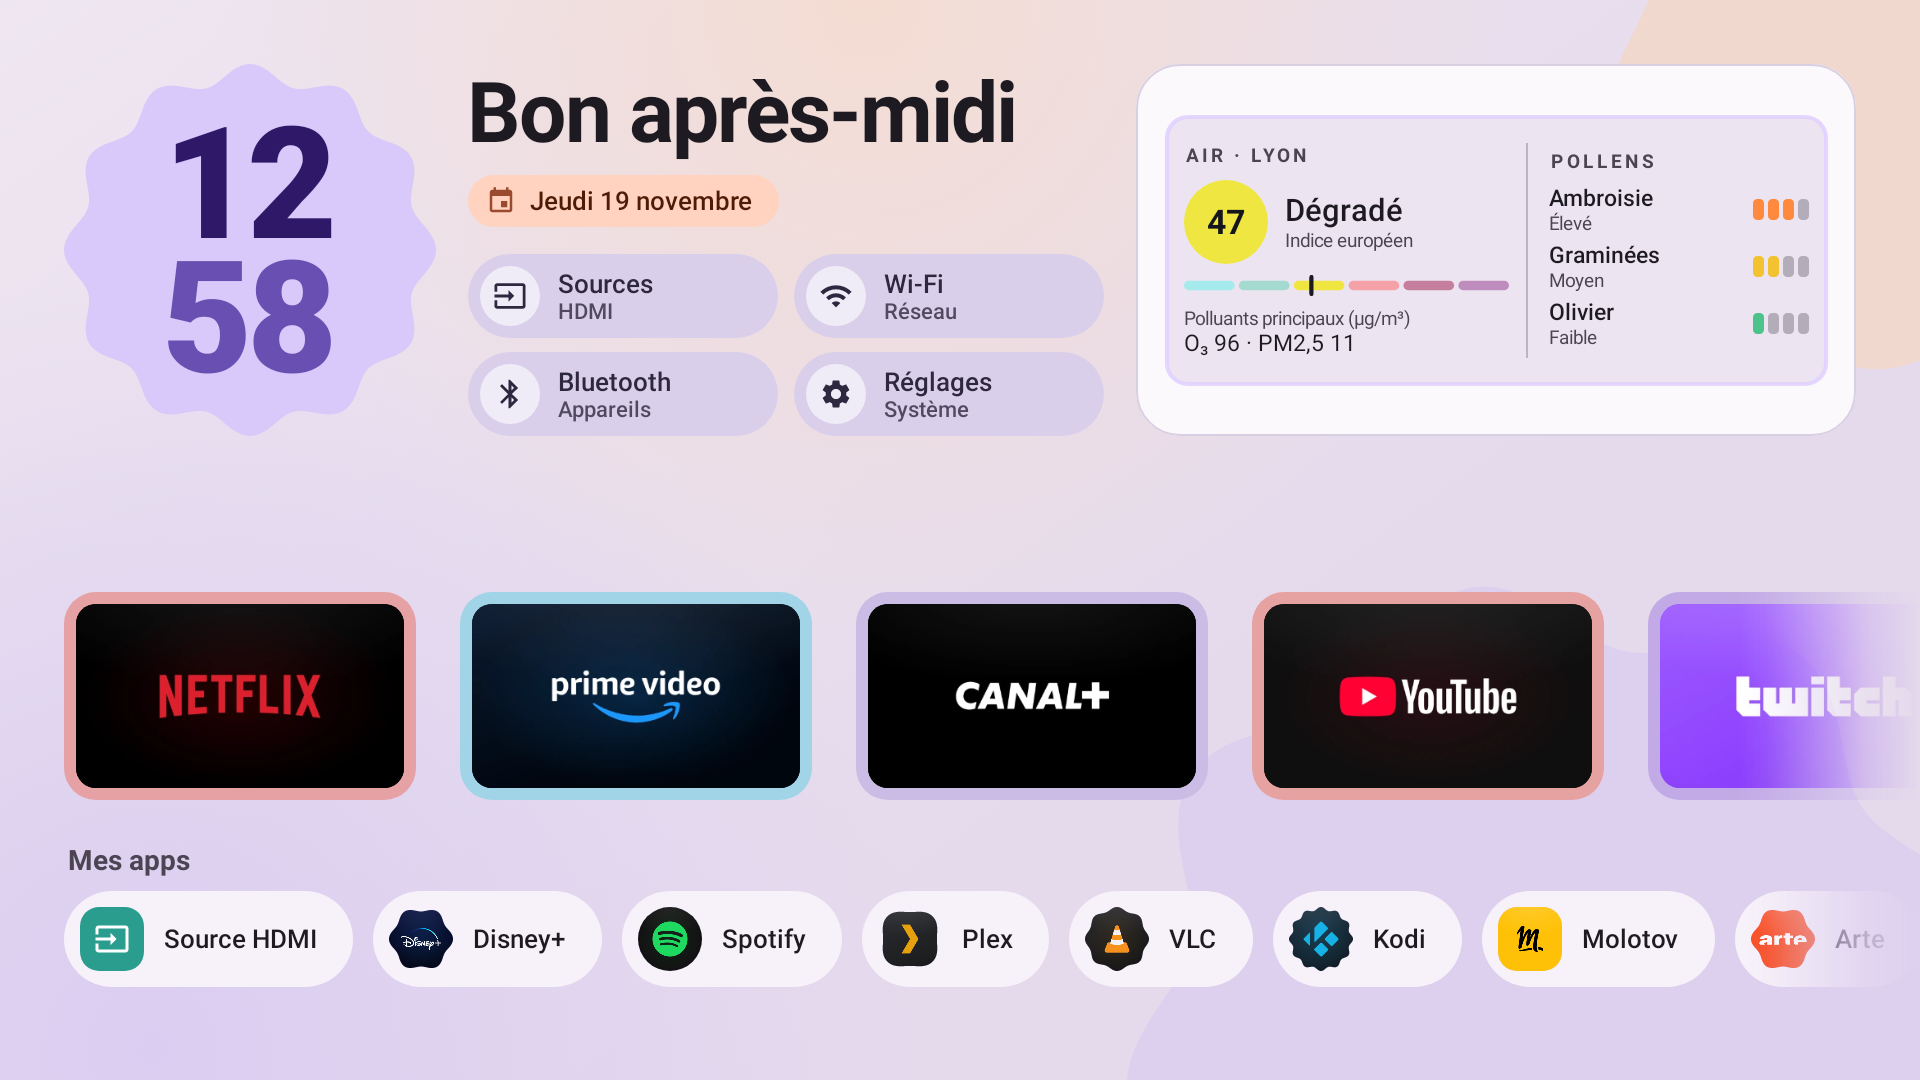 12
58
Bon après-midi
Jeudi 19 novembre
Sources
HDMI
Wi-Fi
Réseau
Bluetooth
Appareils
Réglages
Système
AIR · LYON
47
Dégradé
Indice européen
Polluants principaux (µg/m³)
O₃ 96 · PM2,5 11
POLLENS
Ambroisie
Élevé
Graminées
Moyen
Olivier
Faible
NETFLIX
prime video
CANAL+
YouTube
twitch
Mes apps
Source HDMI
Disney+
Disney+
Spotify
Plex
VLC
Kodi
M.
Molotov
arte
Arte